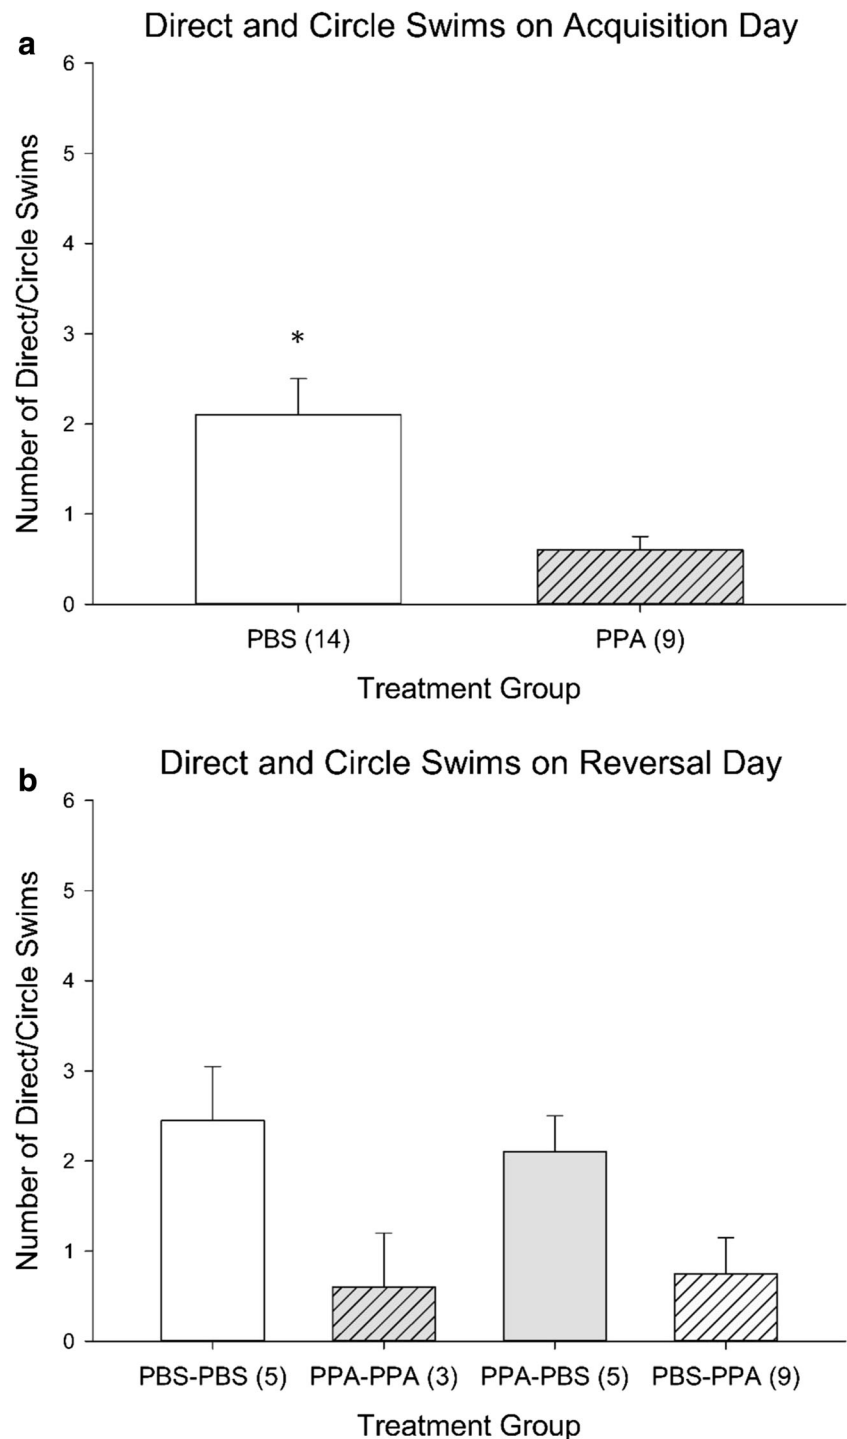 a
Direct and Circle Swims on Acquisition Day
Number of Direct/Circle Swims
6
5
4
3
2
1
0
*
PBS (14) PPA (9)
Treatment Group
b
Direct and Circle Swims on Reversal Day
Number of Direct/Circle Swims
6
5
4
3
2
1
0
PBS-PBS (5) PPA-PPA (3) PPA-PBS (5) PBS-PPA (9)
Treatment Group